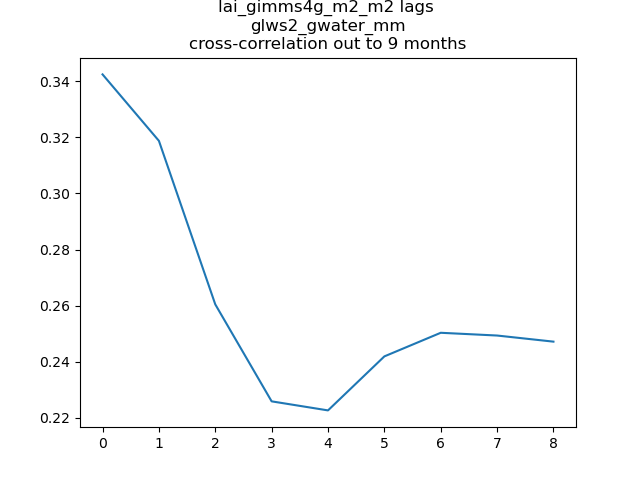 lai_gimms4g_m2_m2 lags
glws2_gwater_mm
cross-correlation out to 9 months
0.34
0.32
0.30
0.28
0.26
0.24
0.22
0 1 2 3 4 5 6 7 8